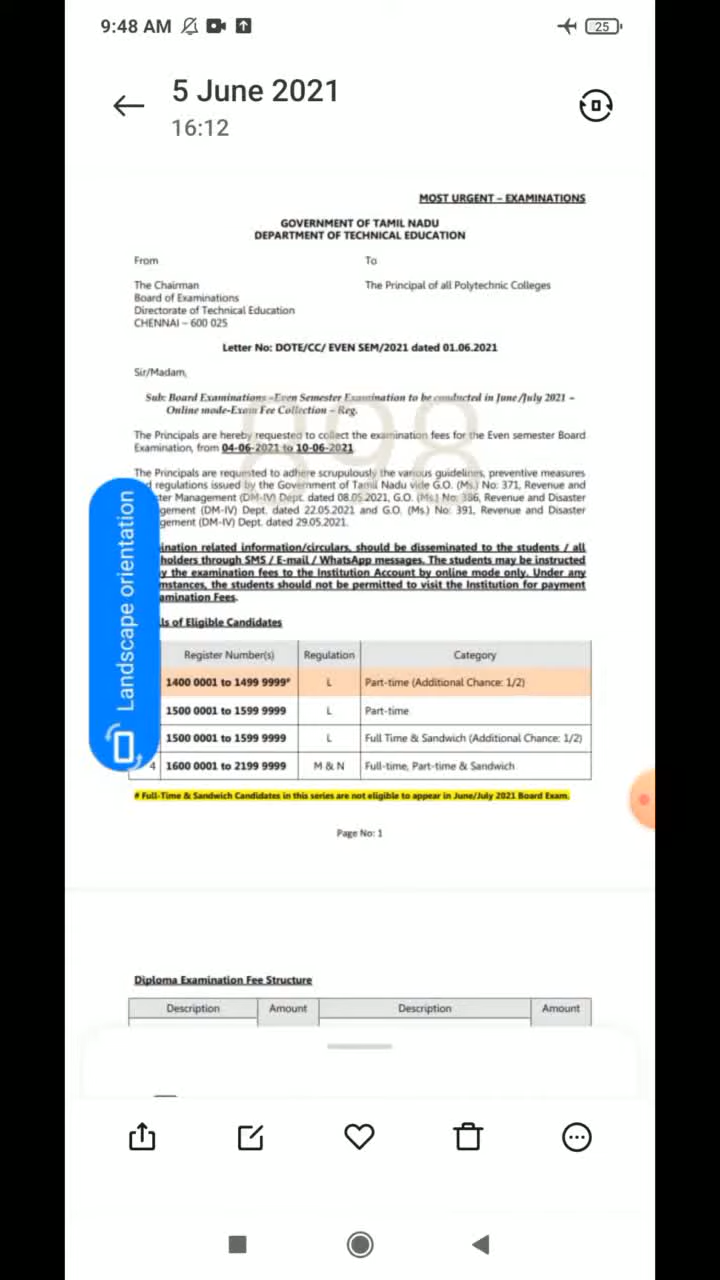 9:48 AM
25
5 June 2021
16:12
MOST URGENT – EXAMINATIONS
GOVERNMENT OF TAMIL NADU
DEPARTMENT OF TECHNICAL EDUCATION
From To
The Chairman The Principal of all Polytechnic Colleges
Board of Examinations
Directorate of Technical Education
CHENNAI – 600 025
Letter No: DOTE/CC/ EVEN SEM/2021 dated 01.06.2021
Sir/Madam,
Sub: Board Examinations –Even Semester Examination to be conducted in June/July 2021 –
Online mode-Exam Fee Collection – Reg.
The Principals are hereby requested to collect the examination fees for the Even semester Board
Examination, from 04-06-2021 to 10-06-2021
The Principals are requested to adhere scrupulously the various guidelines, preventive measures
d regulations issued by the Government of Tamil Nadu vide G.O. (Ms.) No: 371, Revenue and
ter Management (DM-IV) Dept. dated 08.05.2021, G.O. (Ms.) No: 386, Revenue and Disaster
gement (DM-IV) Dept. dated 22.05.2021 and G.O. (Ms.) No: 391, Revenue and Disaster
gement (DM-IV) Dept. dated 29.05.2021.
ination related information/circulars, should be disseminated to the students / all
holders through SMS / E-mail / WhatsApp messages. The students may be instructed
y the examination fees to the Institution Account by online mode only. Under any
mstances, the students should not be permitted to visit the Institution for payment
amination Fees.
ls of Eligible Candidates
Register Number(s) Regulation Category
1400 0001 to 1499 9999# L Part-time (Additional Chance: 1/2)
1500 0001 to 1599 9999 L Part-time
1500 0001 to 1599 9999 L Full Time & Sandwich (Additional Chance: 1/2)
4 1600 0001 to 2199 9999 M & N Full-time, Part-time & Sandwich
# Full-Time & Sandwich Candidates in this series are not eligible to appear in June/July 2021 Board Exam.
Page No: 1
Landscape orientation
Diploma Examination Fee Structure
Description Amount Description Amount